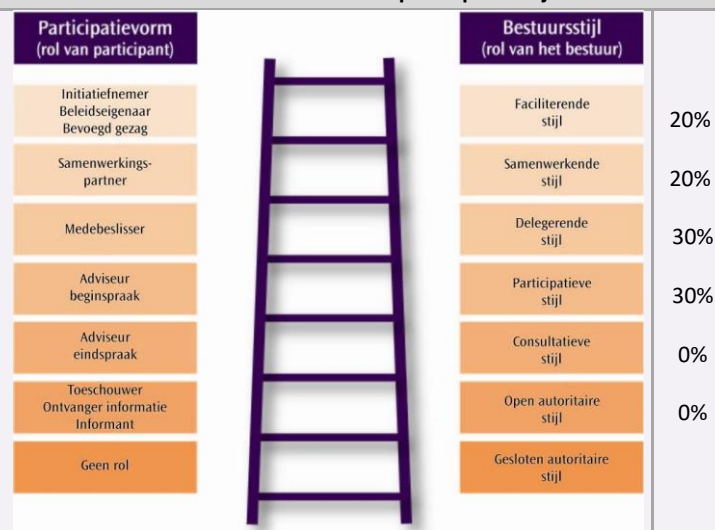 Participatievorm
(rol van participant)
Bestuursstijl
(rol van het bestuur)
Initiatiefnemer
Beleidseigenaar
Bevoegd gezag
Faciliterende
stijl
20%
Samenwerkings-
partner
Samenwerkende
stijl
20%
Medebeslisser
Delegerende
stijl
30%
Adviseur
beginspraak
Participatieve
stijl
30%
Adviseur
eindspraak
Consultatieve
stijl
0%
Toeschouwer
Ontvanger informatie
Informant
Open autoritaire
stijl
0%
Geen rol
Gesloten autoritaire
stijl